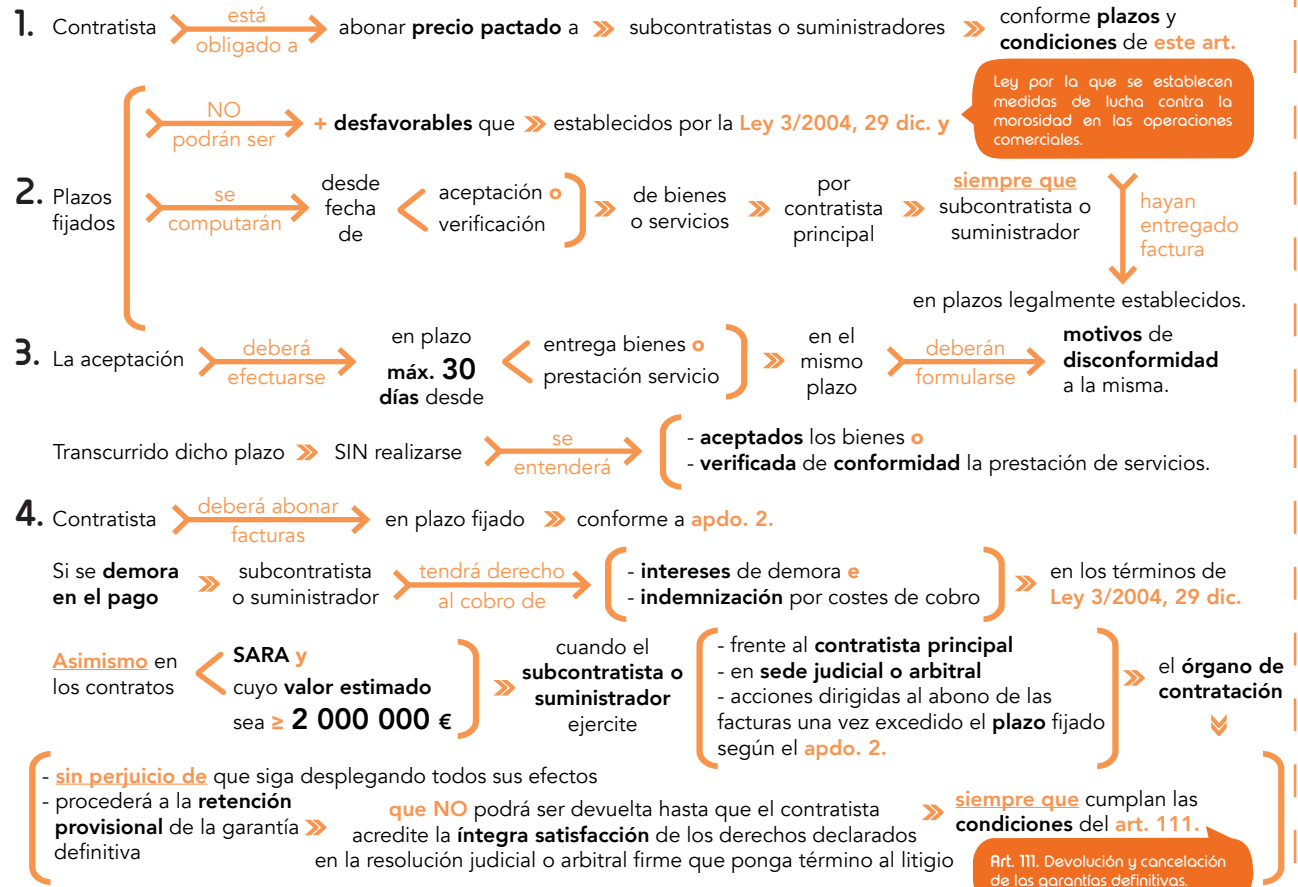 1. Contratista está obligado a abonar precio pactado a » subcontratistas o suministradores » conforme plazos y condiciones de este art.
Ley por la que se establecen
medidas de lucha contra la
morosidad en las operaciones
comerciales.
2. Plazos fijados
NO podrán ser + desfavorables que » establecidos por la Ley 3/2004, 29 dic. y
se computarán desde fecha de < aceptación o verificación » de bienes o servicios » por contratista principal » siempre que subcontratista o suministrador hayan entregado factura
en plazos legalmente establecidos.
3. La aceptación deberá efectuarse en plazo máx. 30 días desde < entrega bienes o prestación servicio » en el mismo plazo deberán formularse motivos de disconformidad a la misma.
Transcurrido dicho plazo » SIN realizarse se entenderá
- aceptados los bienes o
- verificada de conformidad la prestación de servicios.
4. Contratista deberá abonar facturas en plazo fijado » conforme a apdo. 2.
Si se demora en el pago » subcontratista o suministrador tendrá derecho al cobro de
- intereses de demora e
- indemnización por costes de cobro
» en los términos de Ley 3/2004, 29 dic.
Asimismo en los contratos < SARA y cuyo valor estimado sea ≥ 2 000 000 € » cuando el subcontratista o suministrador ejercite
- frente al contratista principal
- en sede judicial o arbitral
- acciones dirigidas al abono de las
facturas una vez excedido el plazo fijado
según el apdo. 2.
» el órgano de contratación »
- sin perjuicio de que siga desplegando todos sus efectos
- procederá a la retención provisional de la garantía definitiva » que NO podrá ser devuelta hasta que el contratista
acredite la íntegra satisfacción de los derechos declarados
en la resolución judicial o arbitral firme que ponga término al litigio
» siempre que cumplan las condiciones del art. 111.
Art. 111. Devolución y cancelación
de las garantías definitivas.